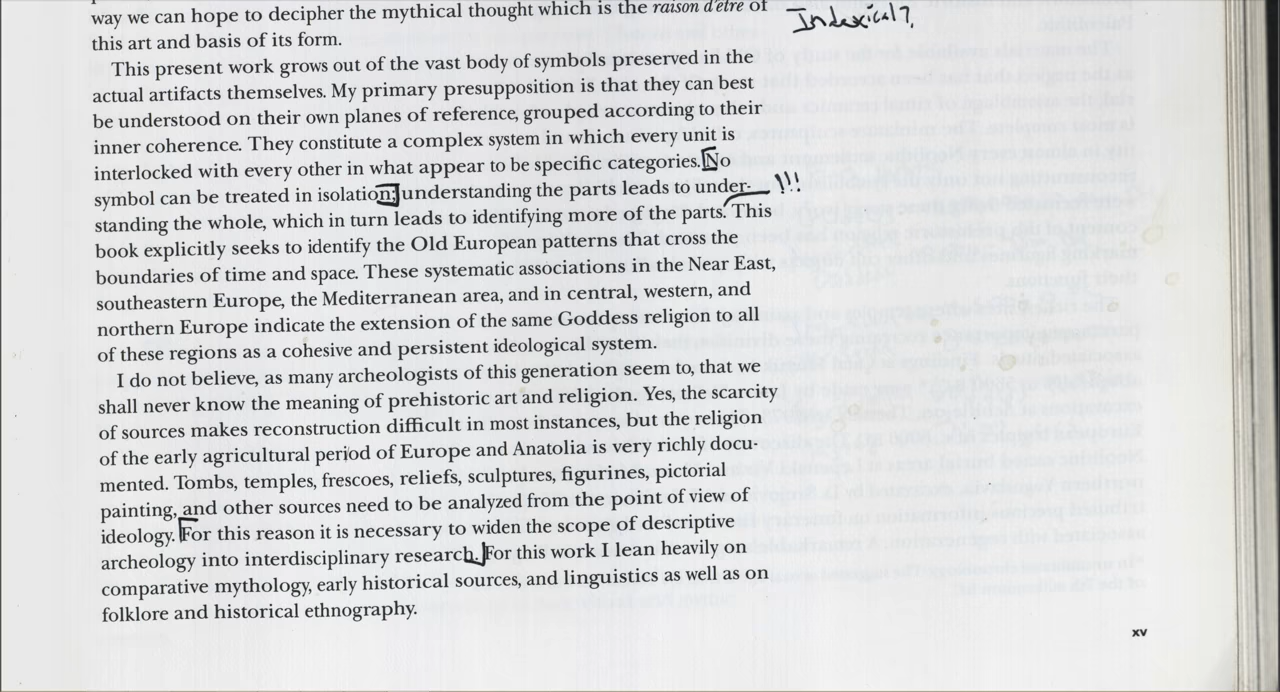 way we can hope to decipher the mythical thought which is the raison d'être of
Indexical?
this art and basis of its form.
This present work grows out of the vast body of symbols preserved in the
actual artifacts themselves. My primary presupposition is that they can best
be understood on their own planes of reference, grouped according to their
inner coherence. They constitute a complex system in which every unit is
interlocked with every other in what appear to be specific categories. No
symbol can be treated in isolation; understanding the parts leads to under- !!!
standing the whole, which in turn leads to identifying more of the parts. This
book explicitly seeks to identify the Old European patterns that cross the
boundaries of time and space. These systematic associations in the Near East,
southeastern Europe, the Mediterranean area, and in central, western, and
northern Europe indicate the extension of the same Goddess religion to all
of these regions as a cohesive and persistent ideological system.
I do not believe, as many archeologists of this generation seem to, that we
shall never know the meaning of prehistoric art and religion. Yes, the scarcity
of sources makes reconstruction difficult in most instances, but the religion
of the early agricultural period of Europe and Anatolia is very richly docu-
mented. Tombs, temples, frescoes, reliefs, sculptures, figurines, pictorial
painting, and other sources need to be analyzed from the point of view of
ideology. For this reason it is necessary to widen the scope of descriptive
archeology into interdisciplinary research. For this work I lean heavily on
comparative mythology, early historical sources, and linguistics as well as on
folklore and historical ethnography.
xv